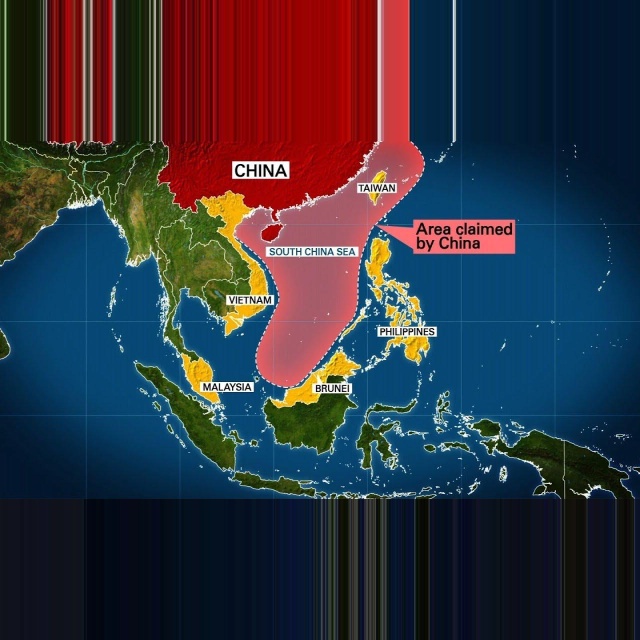 CHINA
TAIWAN
Area claimed
by China
SOUTH CHINA SEA
VIETNAM
PHILIPPINES
MALAYSIA
BRUNEI